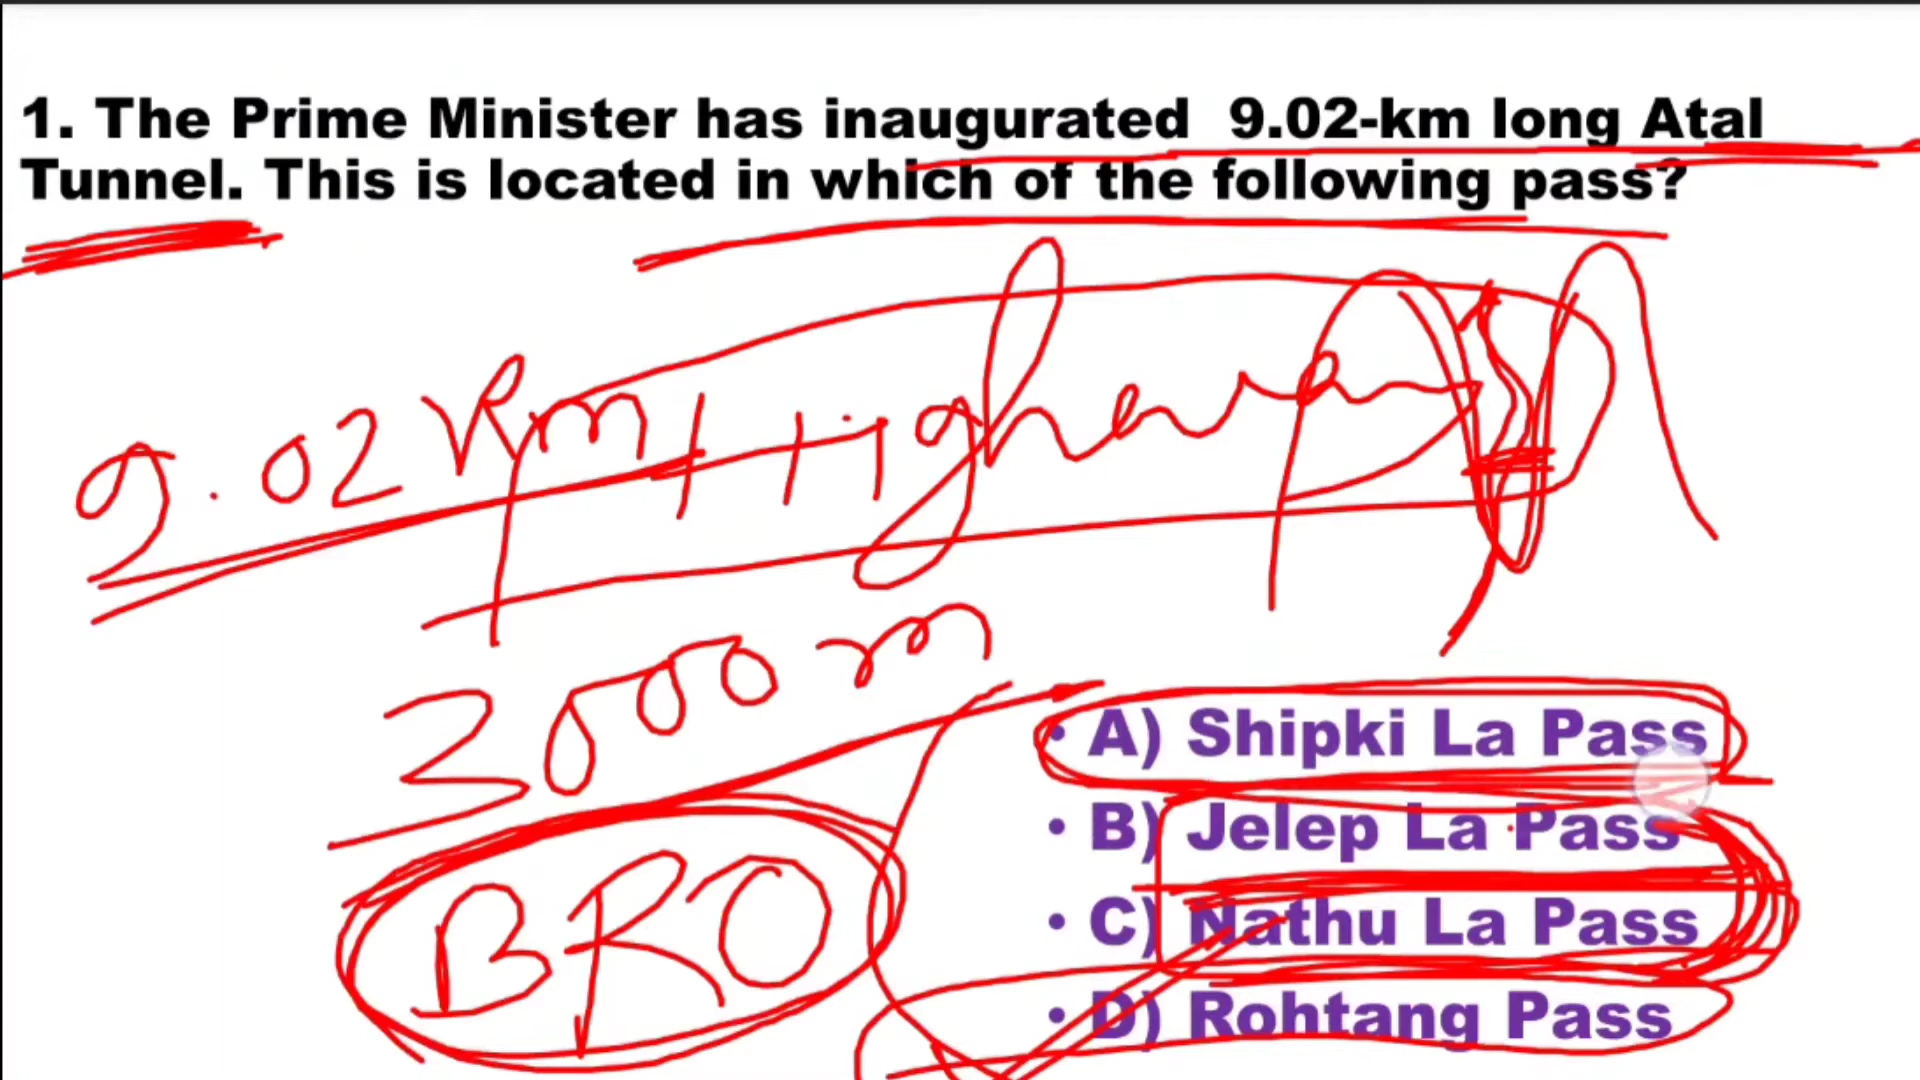 1. The Prime Minister has inaugurated 9.02-km long Atal
Tunnel. This is located in which of the following pass?
9.02 Km
3000 m
BRO
• A) Shipki La Pass
• B) Jelep La Pass
• C) Nathu La Pass
• D) Rohtang Pass